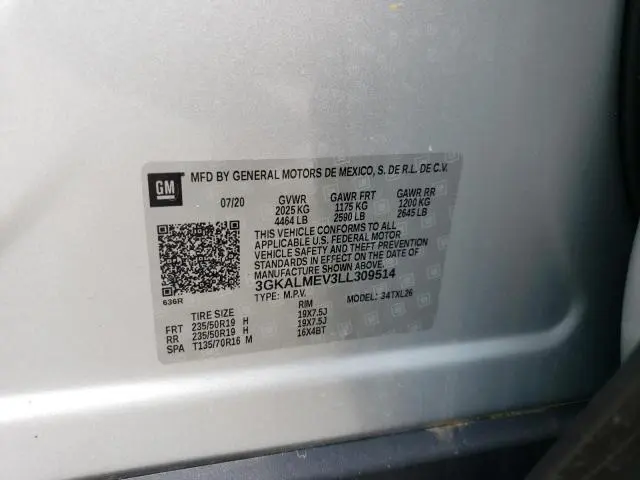 GM
MFD BY GENERAL MOTORS DE MEXICO, S. DE R.L. DE C.V.
07/20 GVWR GAWR FRT GAWR RR
2025 KG 1175 KG 1200 KG
4464 LB 2590 LB 2645 LB
THIS VEHICLE CONFORMS TO ALL
APPLICABLE U.S. FEDERAL MOTOR
VEHICLE SAFETY AND THEFT PREVENTION
STANDARDS IN EFFECT ON THE DATE OF
MANUFACTURE SHOWN ABOVE.
3GKALMEV3LL309514
636R
TYPE: M.P.V. MODEL: 34TXL26
TIRE SIZE RIM
FRT 235/50R19 H 19X7.5J
RR 235/50R19 H 19X7.5J
SPA T135/70R16 M 16X4BT